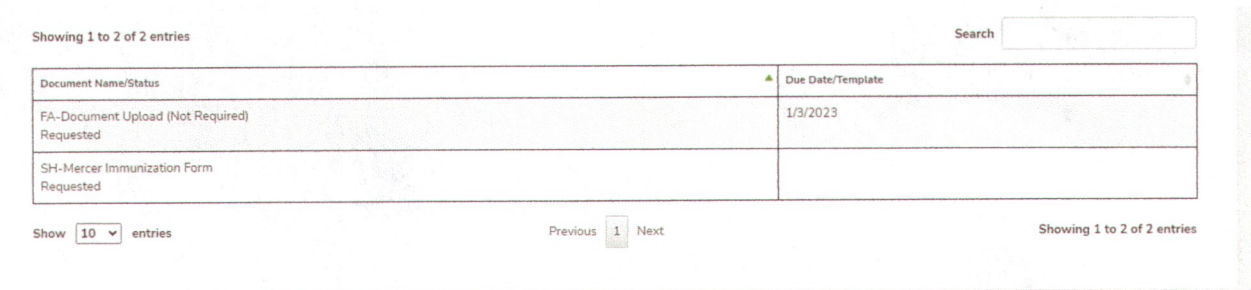 Showing 1 to 2 of 2 entries
Search
Document Name/Status
Due Date/Template
FA-Document Upload (Not Required)
1/3/2023
Requested
SH-Mercer Immunization Form
Requested
Show 10 entries
Previous 1 Next
Showing 1 to 2 of 2 entries